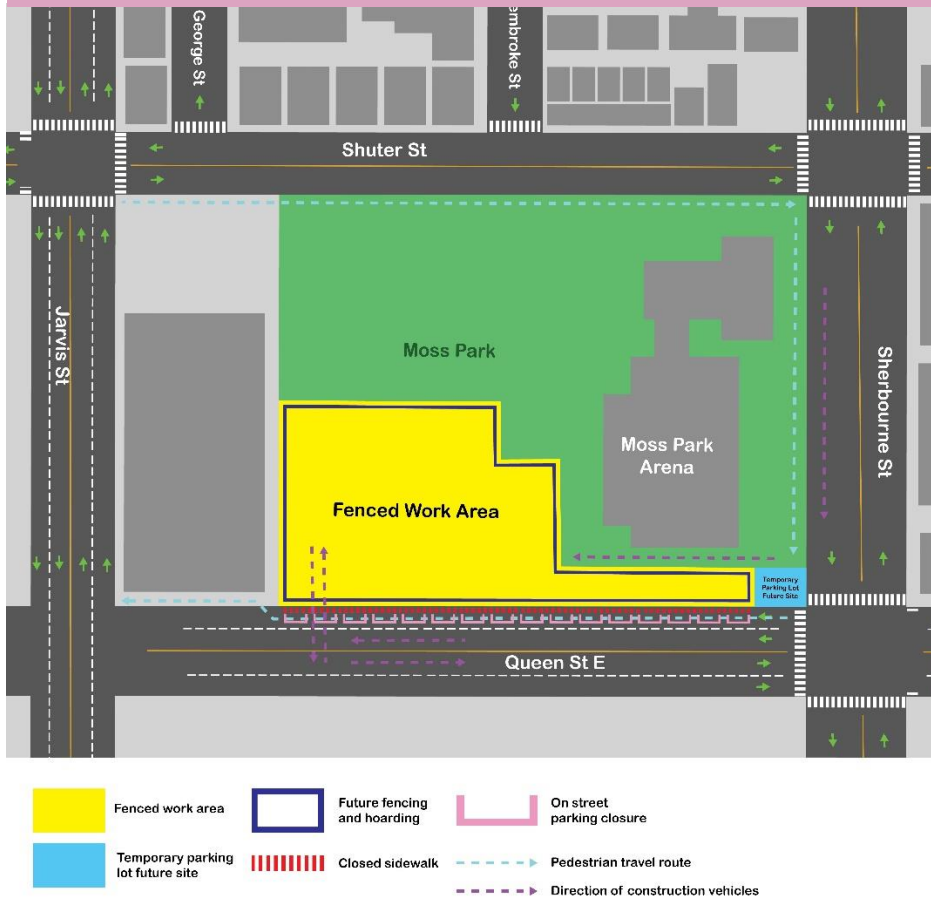 George St
embroke St
Shuter St
Jarvis St
Moss Park
Moss Park
Arena
Sherbourne St
Fenced Work Area
Temporary
Parking Lot
Future Site
Queen St E
Fenced work area
Future fencing
and hoarding
On street
parking closure
Temporary parking
lot future site
Closed sidewalk
Pedestrian travel route
Direction of construction vehicles